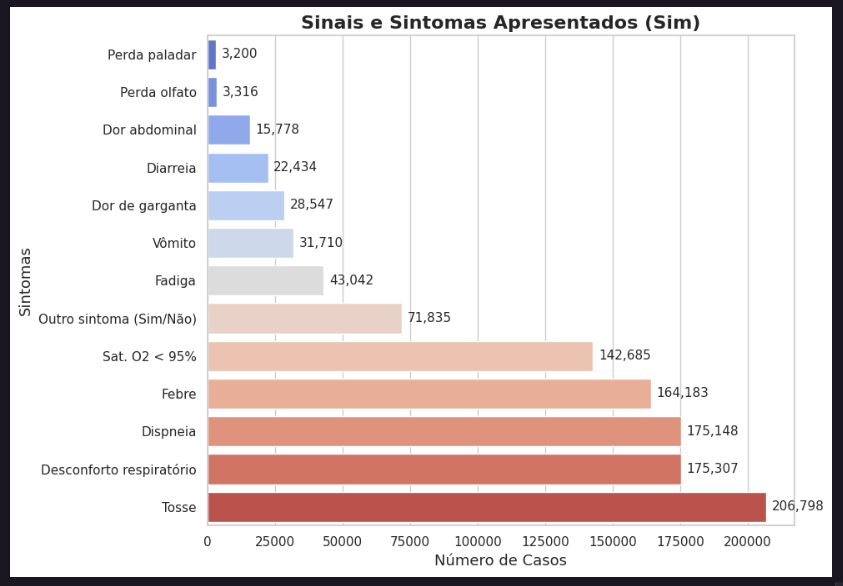 Sinais e Sintomas Apresentados (Sim)
Sintomas
Perda paladar 3,200
Perda olfato 3,316
Dor abdominal 15,778
Diarreia 22,434
Dor de garganta 28,547
Vômito 31,710
Fadiga 43,042
Outro sintoma (Sim/Não) 71,835
Sat. O2 < 95% 142,685
Febre 164,183
Dispneia 175,148
Desconforto respiratório 175,307
Tosse 206,798
0 25000 50000 75000 100000 125000 150000 175000 200000
Número de Casos